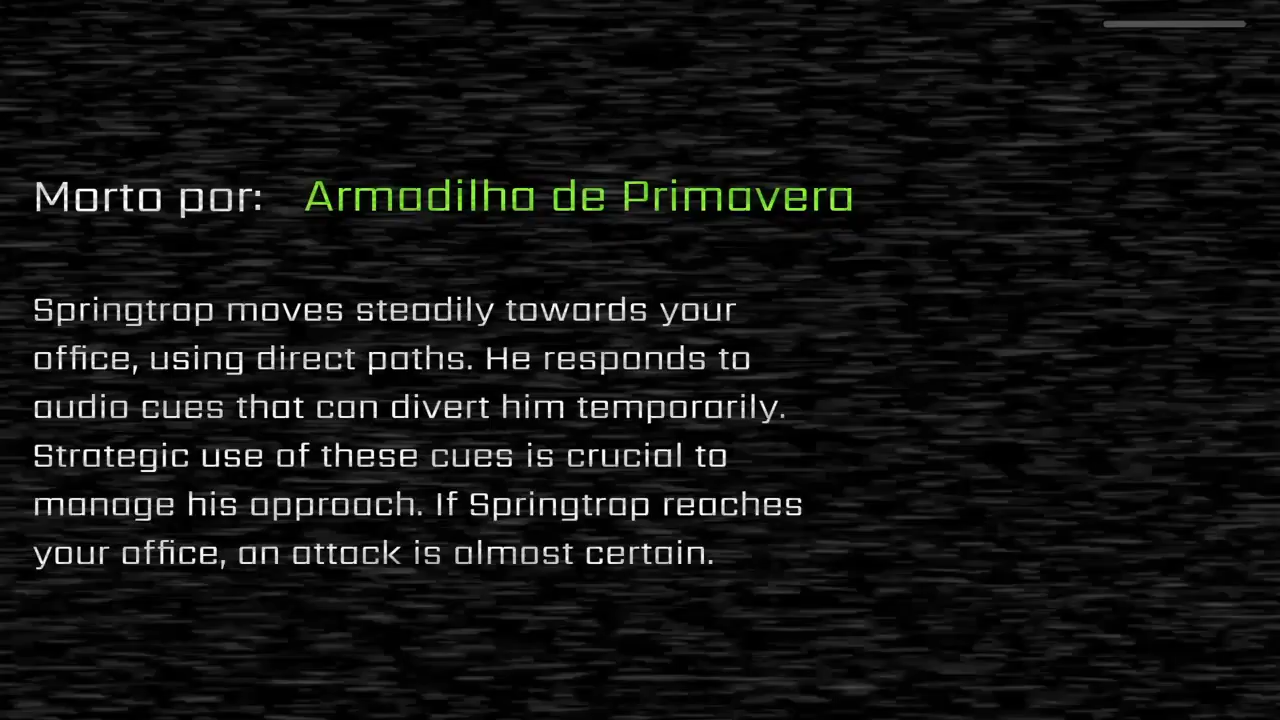 Morto por: Armadilha de Primavera
Springtrap moves steadily towards your
office, using direct paths. He responds to
audio cues that can divert him temporarily.
Strategic use of these cues is crucial to
manage his approach. If Springtrap reaches
your office, an attack is almost certain.